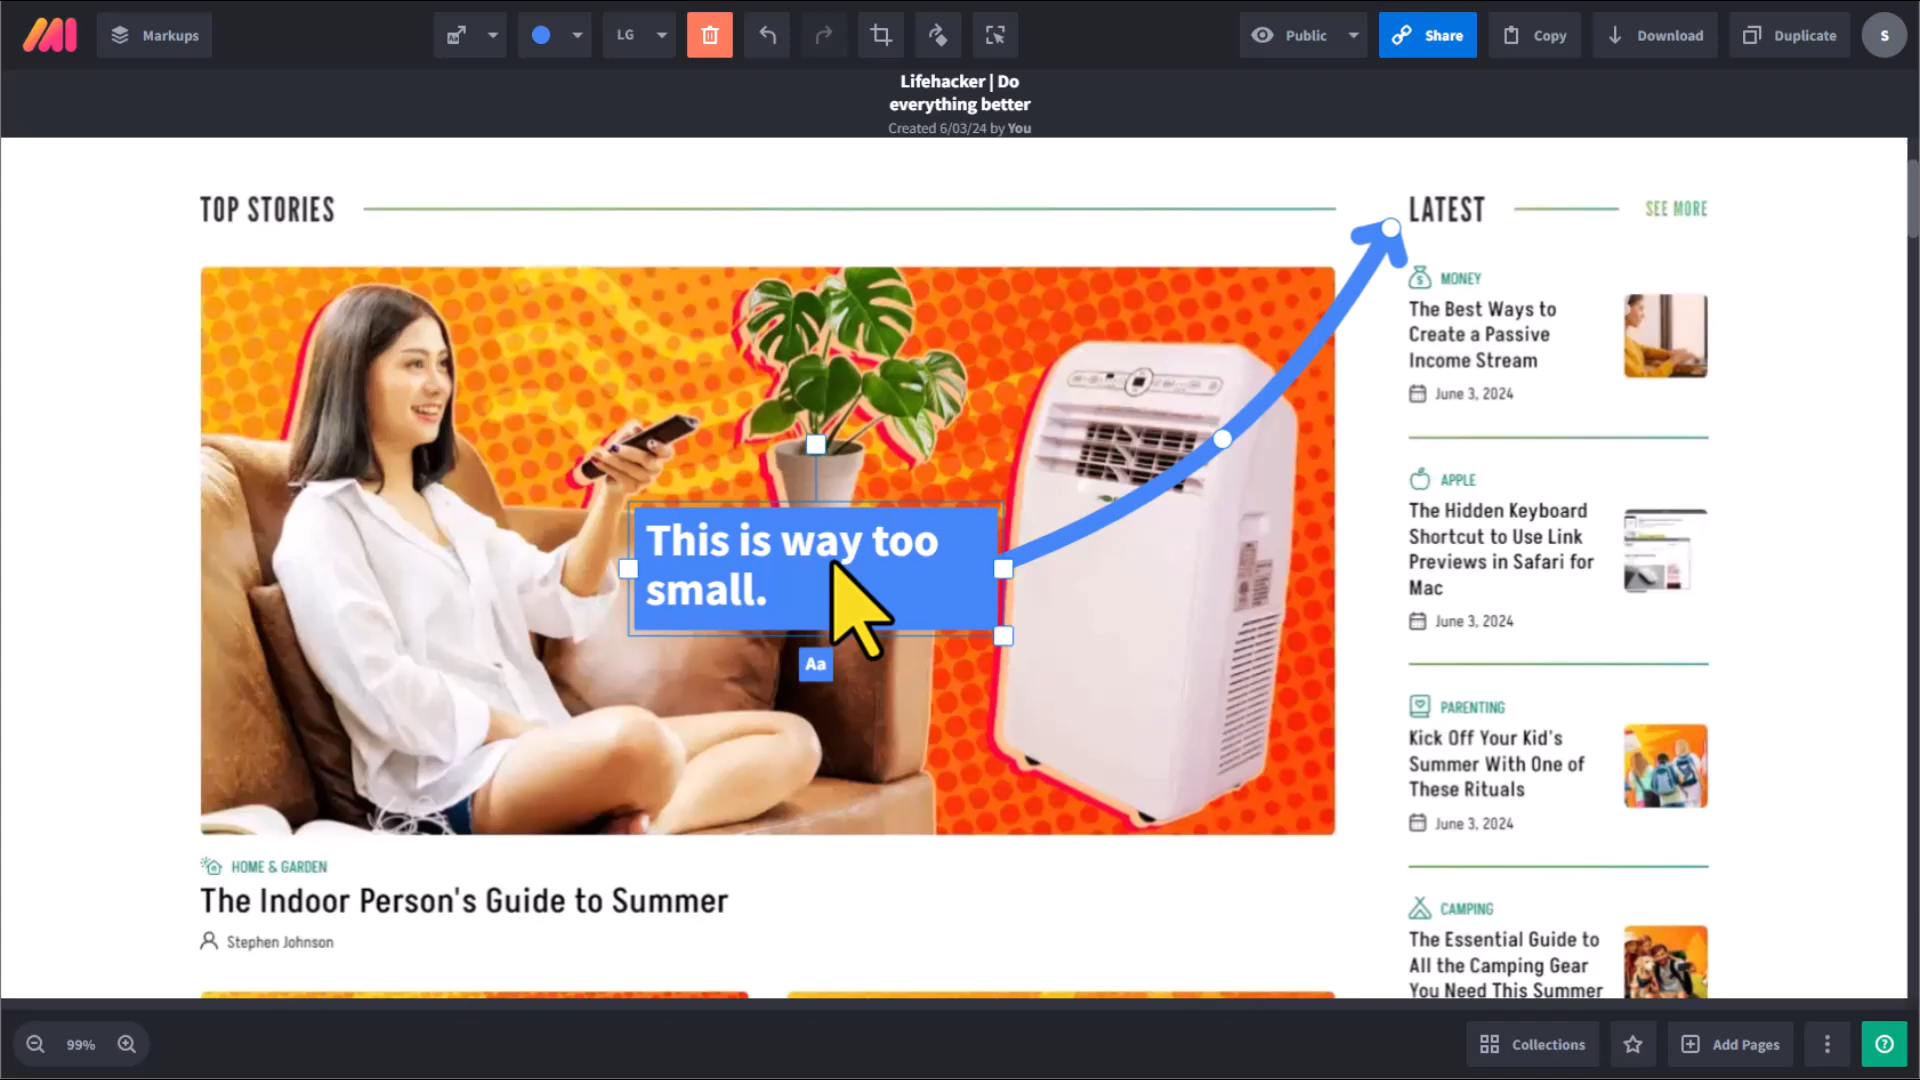 Markups
LG
Public
Share
Copy
Download
Duplicate
S
Lifehacker | Do
everything better
Created 6/03/24 by You
TOP STORIES
LATEST
SEE MORE
This is way too
small.
Aa
HOME & GARDEN
The Indoor Person's Guide to Summer
Stephen Johnson
MONEY
The Best Ways to
Create a Passive
Income Stream
June 3, 2024
APPLE
The Hidden Keyboard
Shortcut to Use Link
Previews in Safari for
Mac
June 3, 2024
PARENTING
Kick Off Your Kid's
Summer With One of
These Rituals
June 3, 2024
CAMPING
The Essential Guide to
All the Camping Gear
You Need This Summer
99%
Collections
Add Pages